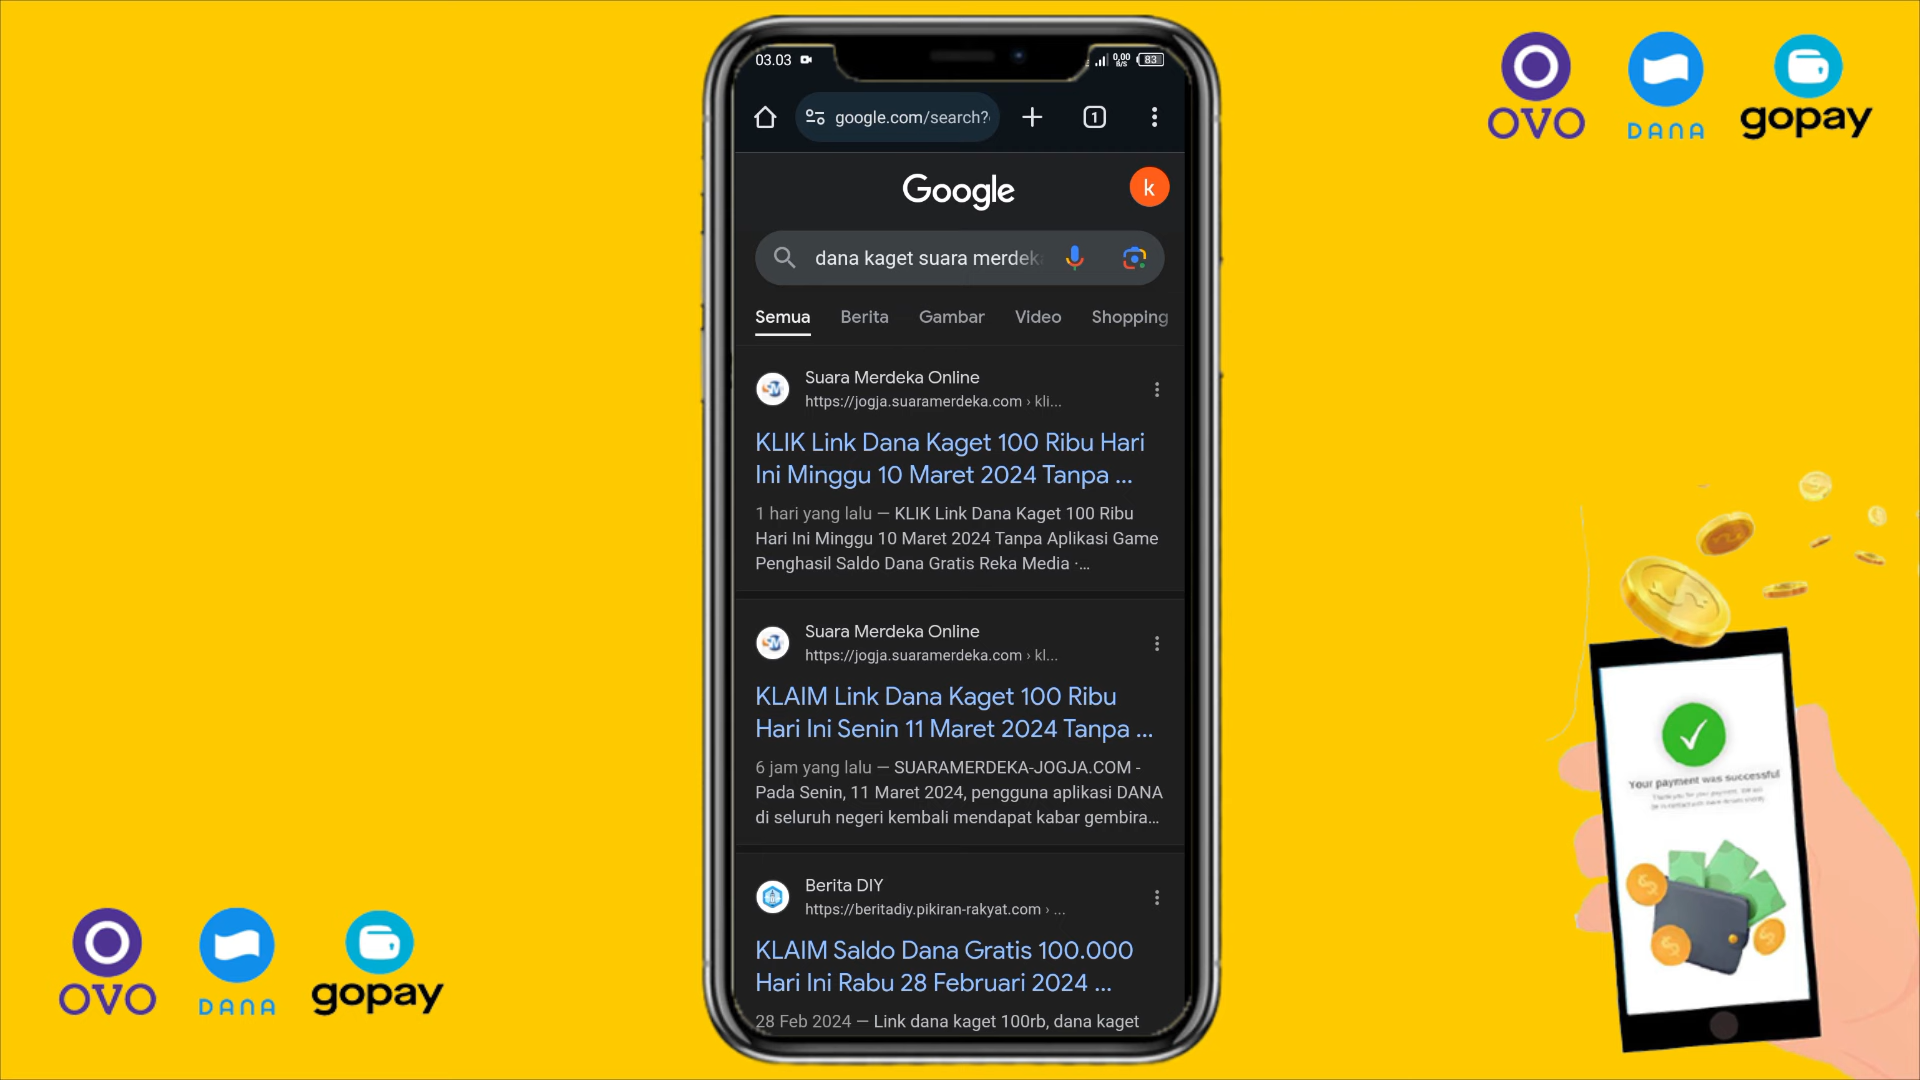 03.03
0.00
83
google.com/search?
1
OVO
DANA
gopay
Google
k
dana kaget suara merdek
Semua Berita Gambar Video Shopping
Suara Merdeka Online
https://jogja.suaramerdeka.com › kli...
KLIK Link Dana Kaget 100 Ribu Hari
Ini Minggu 10 Maret 2024 Tanpa ...
1 hari yang lalu — KLIK Link Dana Kaget 100 Ribu
Hari Ini Minggu 10 Maret 2024 Tanpa Aplikasi Game
Penghasil Saldo Dana Gratis Reka Media ·...
Suara Merdeka Online
https://jogja.suaramerdeka.com › kl...
KLAIM Link Dana Kaget 100 Ribu
Hari Ini Senin 11 Maret 2024 Tanpa ...
6 jam yang lalu — SUARAMERDEKA-JOGJA.COM -
Pada Senin, 11 Maret 2024, pengguna aplikasi DANA
di seluruh negeri kembali mendapat kabar gembira...
Your payment was successful
Berita DIY
https://beritadiy.pikiran-rakyat.com › ...
KLAIM Saldo Dana Gratis 100.000
Hari Ini Rabu 28 Februari 2024 ...
28 Feb 2024 — Link dana kaget 100rb, dana kaget
OVO
DANA
gopay